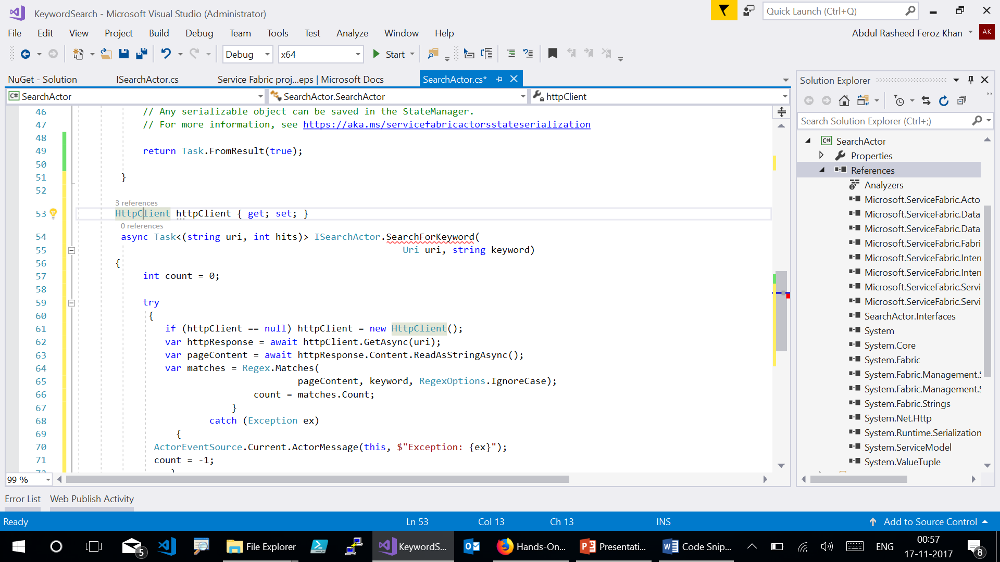 KeywordSearch - Microsoft Visual Studio (Administrator)
Quick Launch (Ctrl+Q)
File Edit View Project Build Debug Team Tools Test Analyze Window Help
Abdul Rasheed Feroz Khan
AK
Debug x64 Start
NuGet - Solution ISearchActor.cs Service Fabric proj...eps | Microsoft Docs SearchActor.cs*
C# SearchActor SearchActor.SearchActor httpClient
46 // Any serializable object can be saved in the StateManager.
47 // For more information, see https://aka.ms/servicefabricactorsstateserialization
48
49 return Task.FromResult(true);
50
51 }
52
3 references
53 HttpClient httpClient { get; set; }
0 references
54 async Task<(string uri, int hits)> ISearchActor.SearchForKeyword(
55 Uri uri, string keyword)
56 {
57 int count = 0;
58
59 try
60 {
61 if (httpClient == null) httpClient = new HttpClient();
62 var httpResponse = await httpClient.GetAsync(uri);
63 var pageContent = await httpResponse.Content.ReadAsStringAsync();
64 var matches = Regex.Matches(
65 pageContent, keyword, RegexOptions.IgnoreCase);
66 count = matches.Count;
67 }
68 catch (Exception ex)
69 {
70 ActorEventSource.Current.ActorMessage(this, $"Exception: {ex}");
71 count = -1;
72 }
99 %
Solution Explorer
Search Solution Explorer (Ctrl+;)
C# SearchActor
Properties
References
Analyzers
Microsoft.ServiceFabric.Acto
Microsoft.ServiceFabric.Data
Microsoft.ServiceFabric.Data
Microsoft.ServiceFabric.Fabri
Microsoft.ServiceFabric.Inter
Microsoft.ServiceFabric.Inter
Microsoft.ServiceFabric.Servi
Microsoft.ServiceFabric.Servi
SearchActor.Interfaces
System
System.Core
System.Fabric
System.Fabric.Management.S
System.Fabric.Management.S
System.Fabric.Strings
System.Net.Http
System.Runtime.Serialization
System.ServiceModel
System.ValueTuple
Error List Web Publish Activity
Ready Ln 53 Col 13 Ch 13 INS Add to Source Control
5 File Explorer KeywordS... Hands-On... Presentati... Code Snip... ENG
00:57
17-11-2017
8